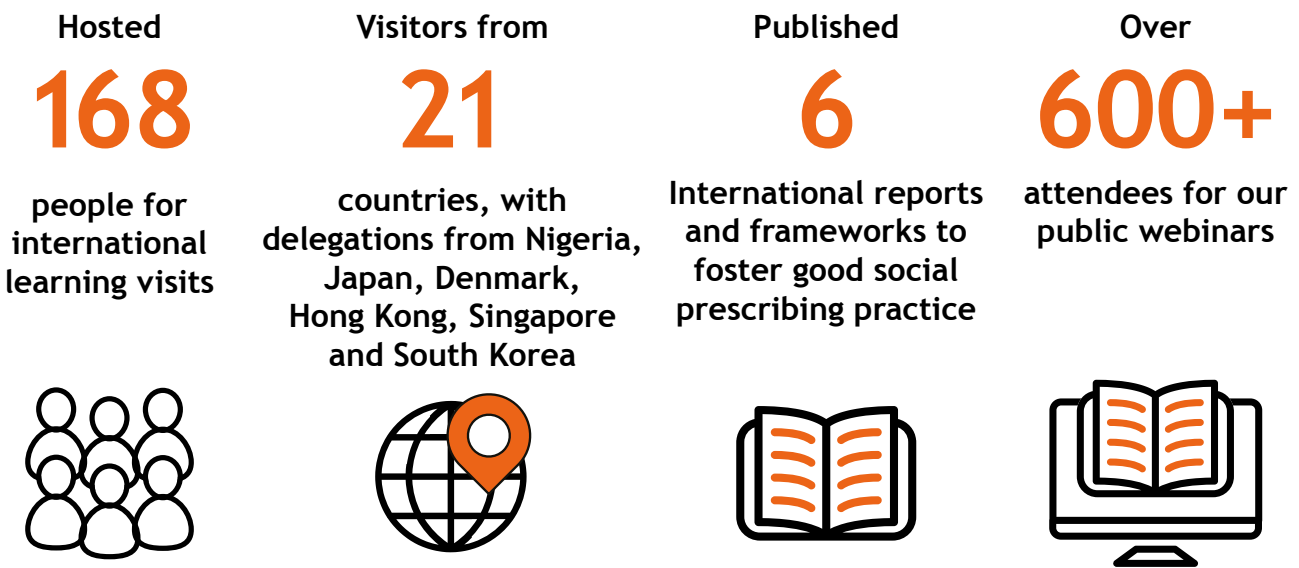 Hosted
168
people for
international
learning visits
Visitors from
21
countries, with
delegations from Nigeria,
Japan, Denmark,
Hong Kong, Singapore
and South Korea
Published
6
International reports
and frameworks to
foster good social
prescribing practice
Over
600+
attendees for our
public webinars